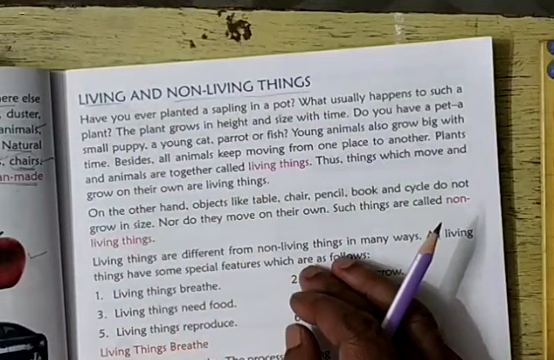 ere else
, duster,
animals,
Natural
, chairs,
an-made
LIVING AND NON-LIVING THINGS
Have you ever planted a sapling in a pot? What usually happens to such a
plant? The plant grows in height and size with time. Do you have a pet–a
small puppy, a young cat, parrot or fish? Young animals also grow big with
time. Besides, all animals keep moving from one place to another. Plants
and animals are together called living things. Thus, things which move and
grow on their own are living things.
On the other hand, objects like table, chair, pencil, book and cycle do not
grow in size. Nor do they move on their own. Such things are called non-
living things.
Living things are different from non-living things in many ways. living
things have some special features which are as follows:
1. Living things breathe.
2 row.
3. Living things need food.
5. Living things reproduce.
6
Living Things Breathe
The process